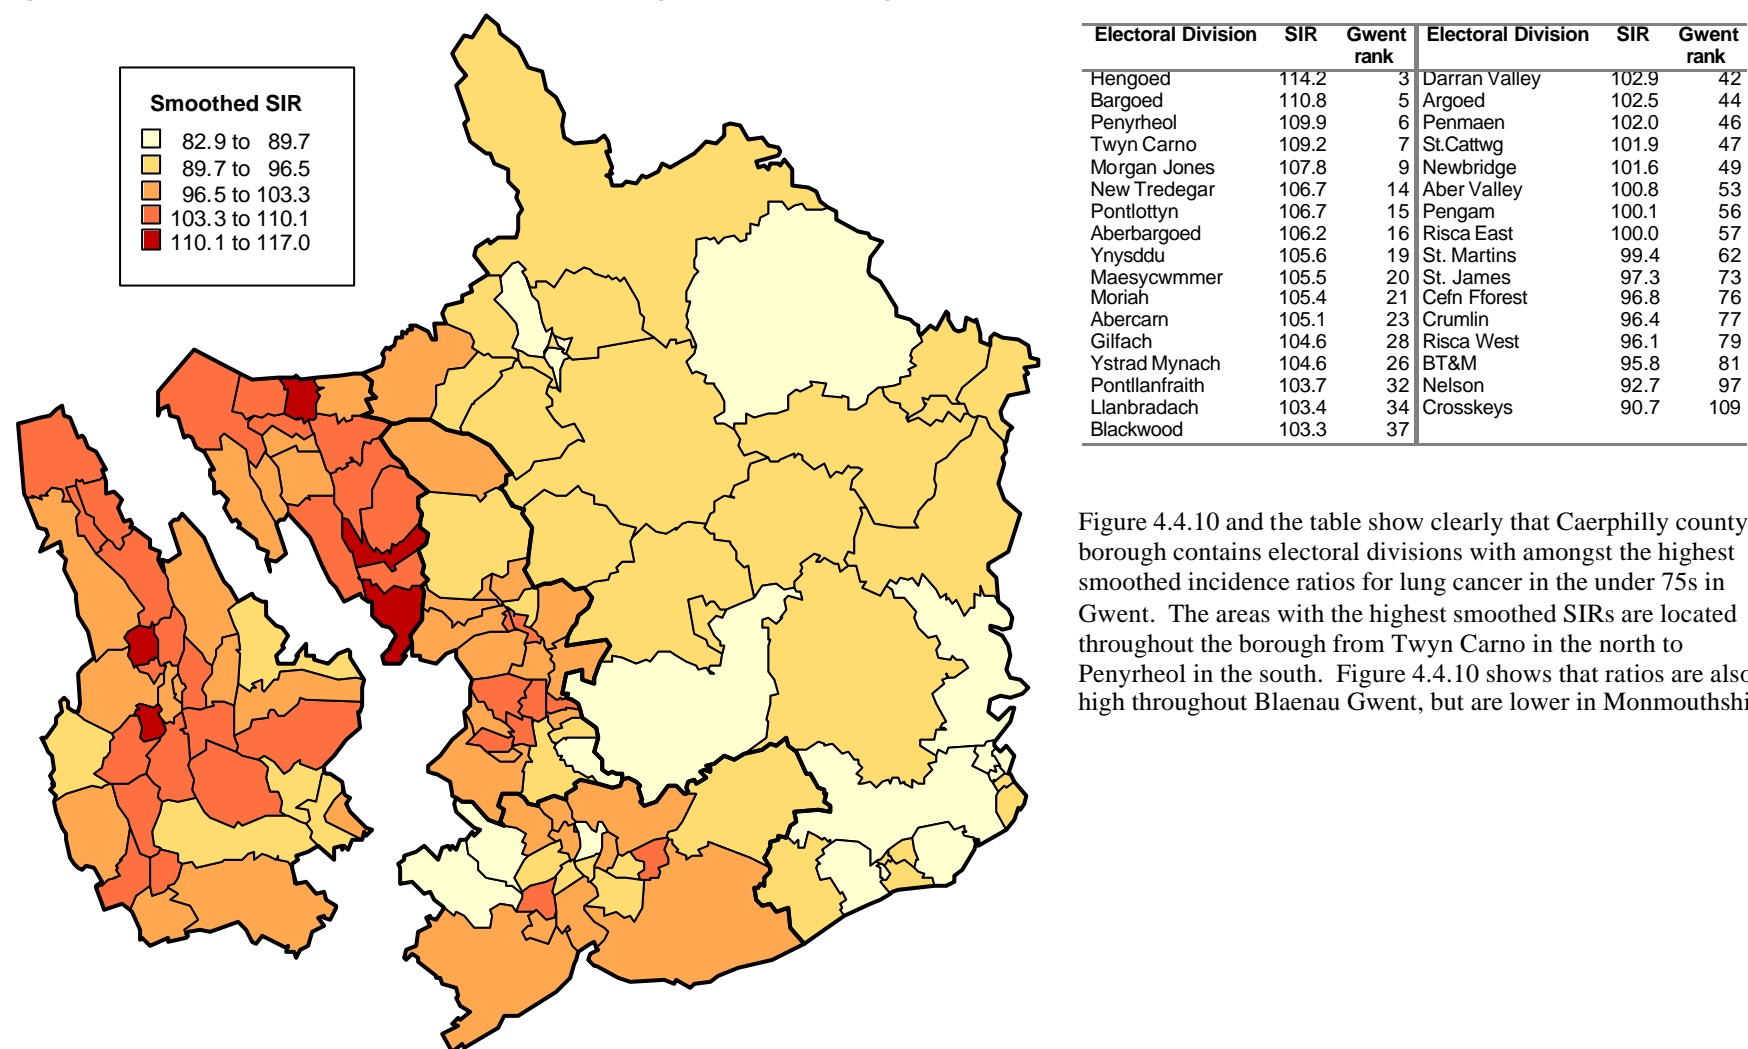 Smoothed SIR
82.9 to 89.7
89.7 to 96.5
96.5 to 103.3
103.3 to 110.1
110.1 to 117.0
Electoral Division SIR Gwent rank Electoral Division SIR Gwent rank
Hengoed 114.2 3 Darran Valley 102.9 42
Bargoed 110.8 5 Argoed 102.5 44
Penyrheol 109.9 6 Penmaen 102.0 46
Twyn Carno 109.2 7 St.Cattwg 101.9 47
Morgan Jones 107.8 9 Newbridge 101.6 49
New Tredegar 106.7 14 Aber Valley 100.8 53
Pontlottyn 106.7 15 Pengam 100.1 56
Aberbargoed 106.2 16 Risca East 100.0 57
Ynysddu 105.6 19 St. Martins 99.4 62
Maesycwmmer 105.5 20 St. James 97.3 73
Moriah 105.4 21 Cefn Fforest 96.8 76
Abercarn 105.1 23 Crumlin 96.4 77
Gilfach 104.6 28 Risca West 96.1 79
Ystrad Mynach 104.6 26 BT&M 95.8 81
Pontllanfraith 103.7 32 Nelson 92.7 97
Llanbradach 103.4 34 Crosskeys 90.7 109
Blackwood 103.3 37
Figure 4.4.10 and the table show clearly that Caerphilly county
borough contains electoral divisions with amongst the highest
smoothed incidence ratios for lung cancer in the under 75s in
Gwent. The areas with the highest smoothed SIRs are located
throughout the borough from Twyn Carno in the north to
Penyrheol in the south. Figure 4.4.10 shows that ratios are also
high throughout Blaenau Gwent, but are lower in Monmouthshi